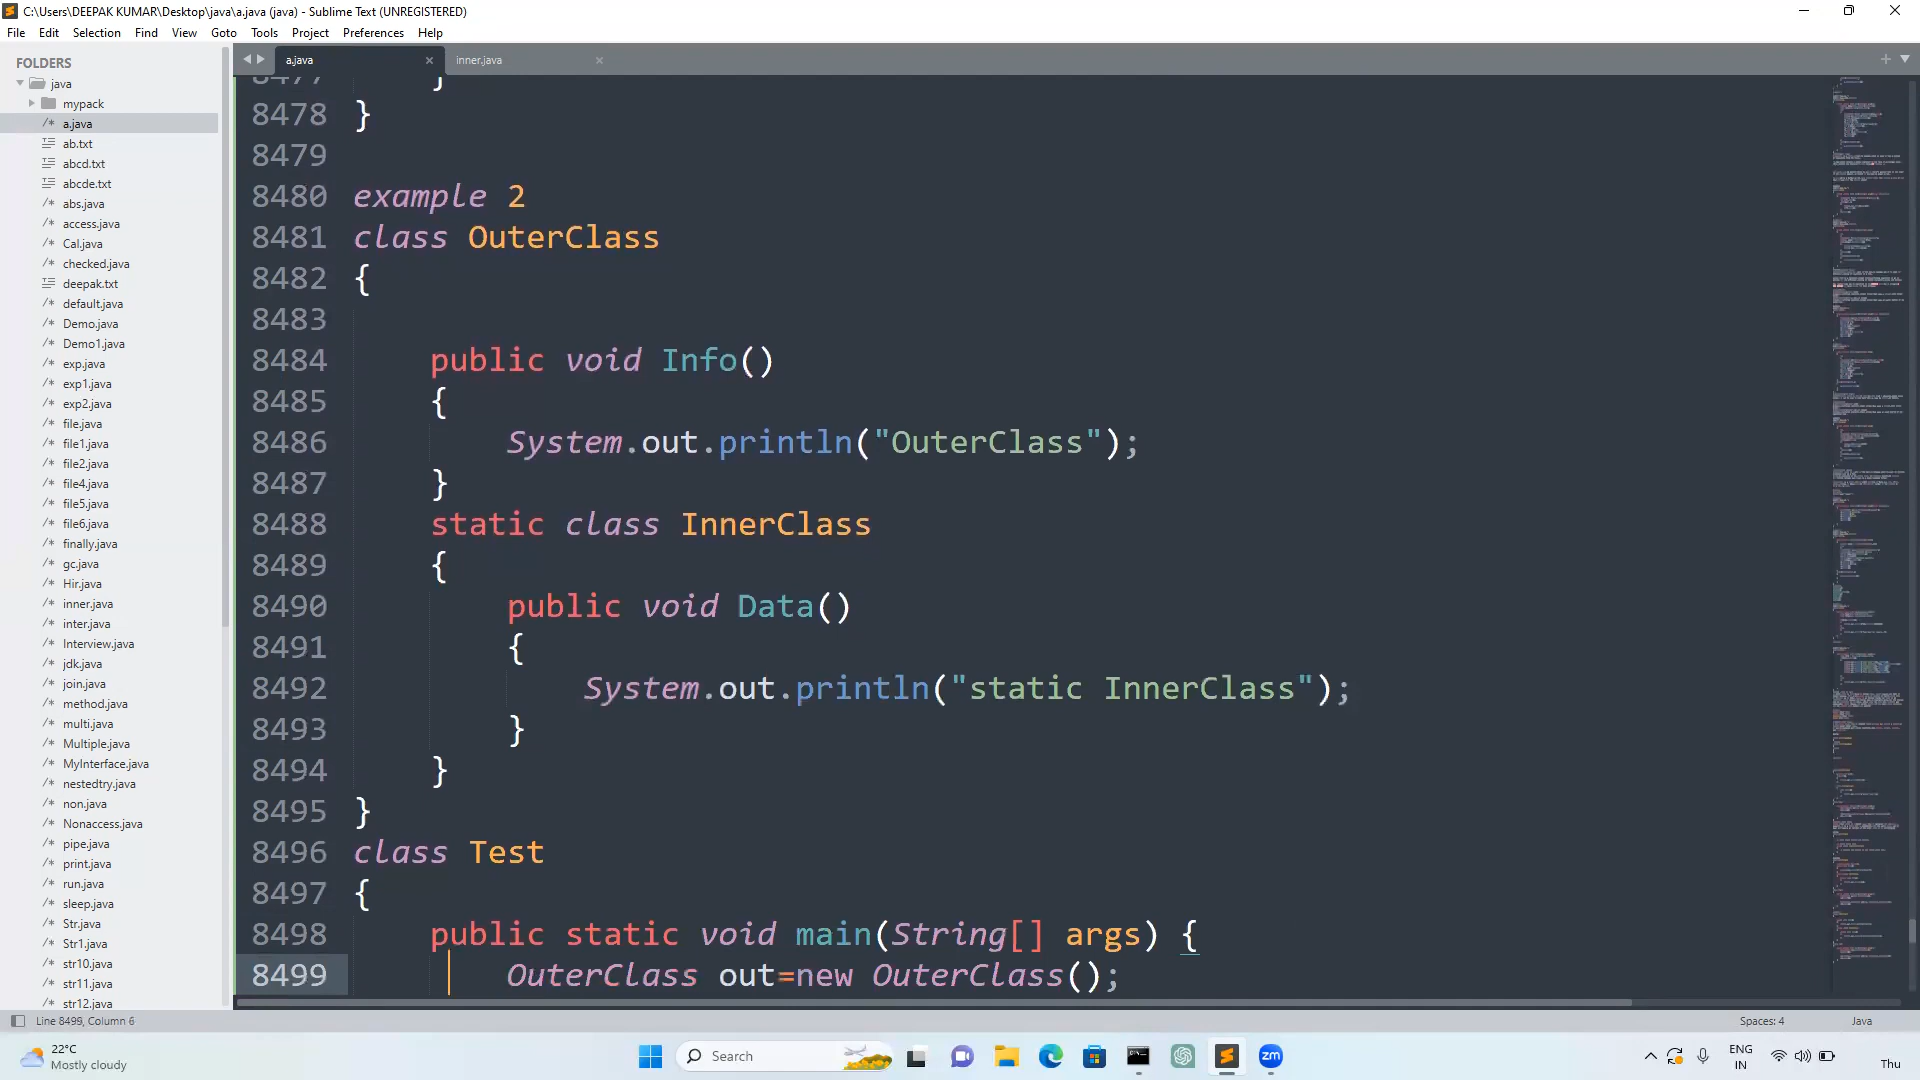 C:\Users\DEEPAK KUMAR\Desktop\java\a.java (java) - Sublime Text (UNREGISTERED)
File Edit Selection Find View Goto Tools Project Preferences Help
FOLDERS
java
mypack
a.java
ab.txt
abcd.txt
abcde.txt
abs.java
access.java
Cal.java
checked.java
deepak.txt
default.java
Demo.java
Demo1.java
exp.java
exp1.java
exp2.java
file.java
file1.java
file2.java
file4.java
file5.java
file6.java
finally.java
gc.java
Hir.java
inner.java
inter.java
Interview.java
jdk.java
join.java
method.java
multi.java
Multiple.java
MyInterface.java
nestedtry.java
non.java
Nonaccess.java
pipe.java
print.java
run.java
sleep.java
Str.java
Str1.java
str10.java
str11.java
str12.java
a.java
inner.java
8477 }
8478 }
8479
8480 example 2
8481 class OuterClass
8482 {
8483
8484 public void Info()
8485 {
8486 System.out.println("OuterClass");
8487 }
8488 static class InnerClass
8489 {
8490 public void Data()
8491 {
8492 System.out.println("static InnerClass");
8493 }
8494 }
8495 }
8496 class Test
8497 {
8498 public static void main(String[] args) {
8499 OuterClass out=new OuterClass();
Line 8499, Column 6
Spaces: 4
Java
22°C
Mostly cloudy
Search
zm
ENG
IN
Thu